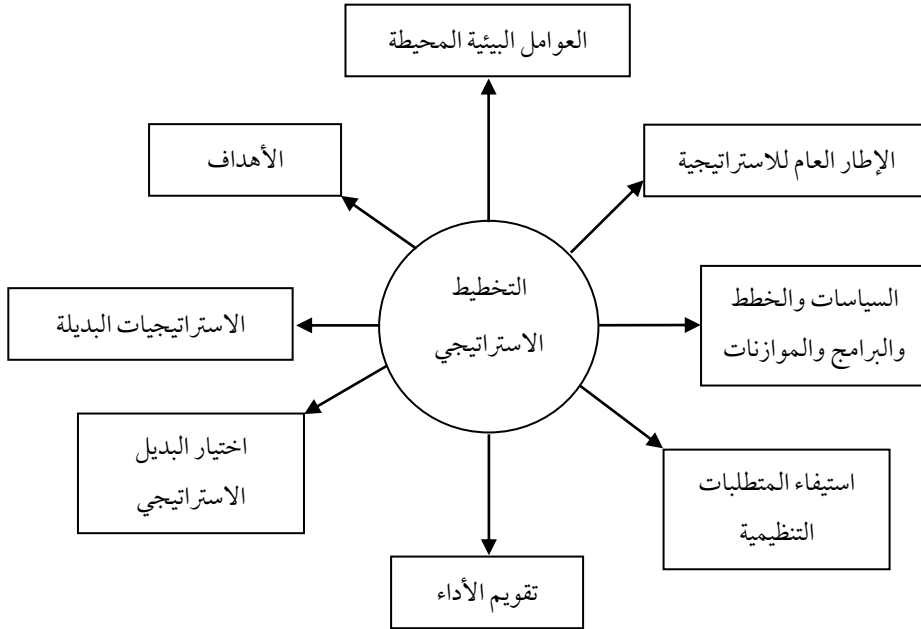 العوامل البيئية المحيطة
الإطار العام للاستراتيجية
الأهداف
التخطيط
الاستراتيجي
السياسات والخطط
والبرامج والموازنات
الاستراتيجيات البديلة
اختيار البديل
الاستراتيجي
استيفاء المتطلبات
التنظيمية
تقويم الأداء